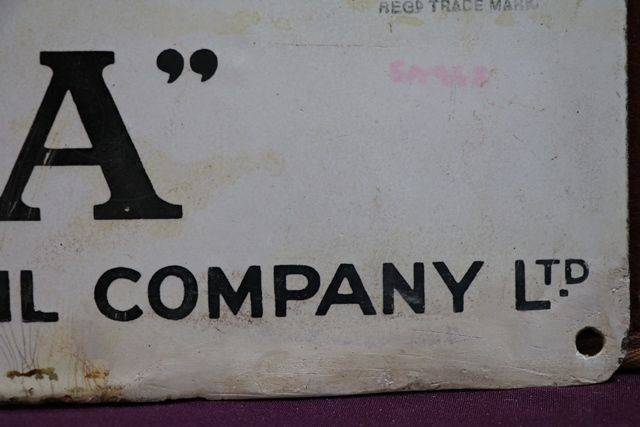 REGD TRADE MARK.
A”
IL COMPANY LTD.